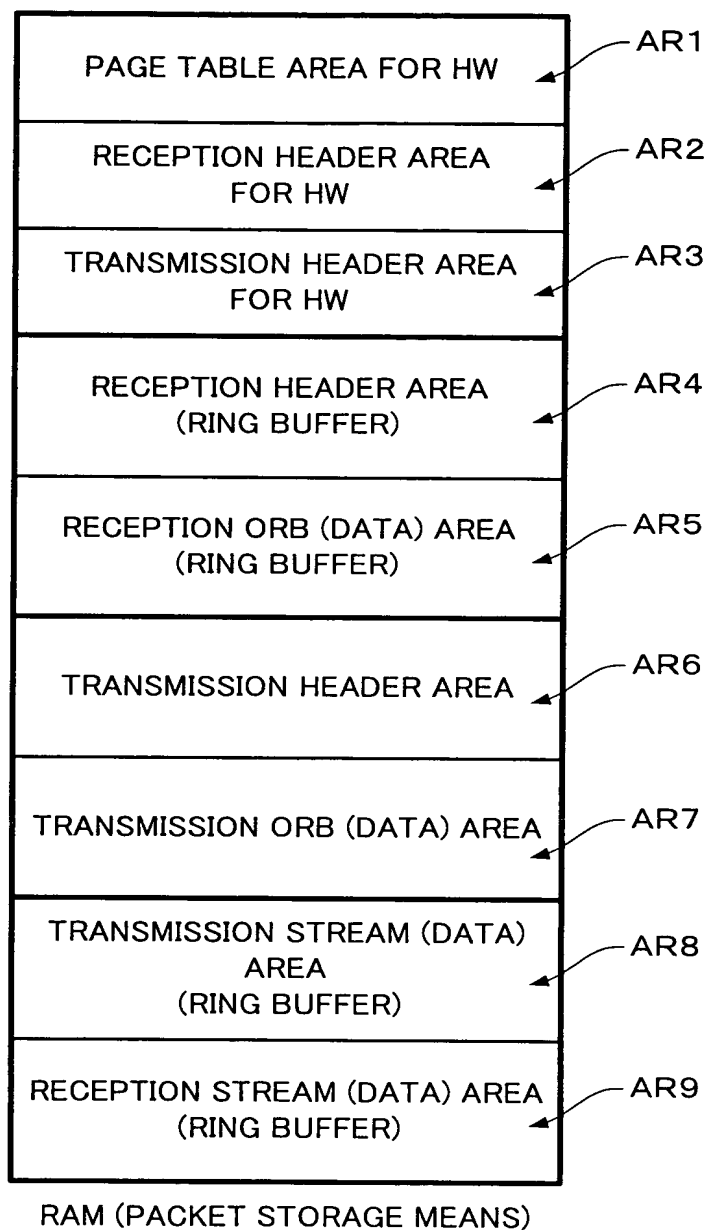 PAGE TABLE AREA FOR HW
AR1
RECEPTION HEADER AREA
FOR HW
AR2
TRANSMISSION HEADER AREA
FOR HW
AR3
RECEPTION HEADER AREA
(RING BUFFER)
AR4
RECEPTION ORB (DATA) AREA
(RING BUFFER)
AR5
TRANSMISSION HEADER AREA
AR6
TRANSMISSION ORB (DATA) AREA
AR7
TRANSMISSION STREAM (DATA)
AREA
(RING BUFFER)
AR8
RECEPTION STREAM (DATA) AREA
(RING BUFFER)
AR9
RAM (PACKET STORAGE MEANS)